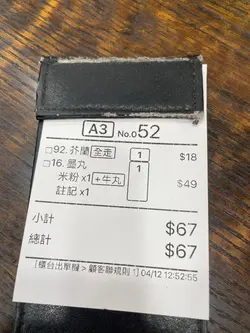 A3 No.052
□92. 芥蘭 全走 1 $18
□16. 墨丸 1
米粉 x1 +牛丸 $49
註記 x1
小計 $67
總計 $67
[櫃台出單機 > 顧客聯規則 1] 04/12 12:52:55